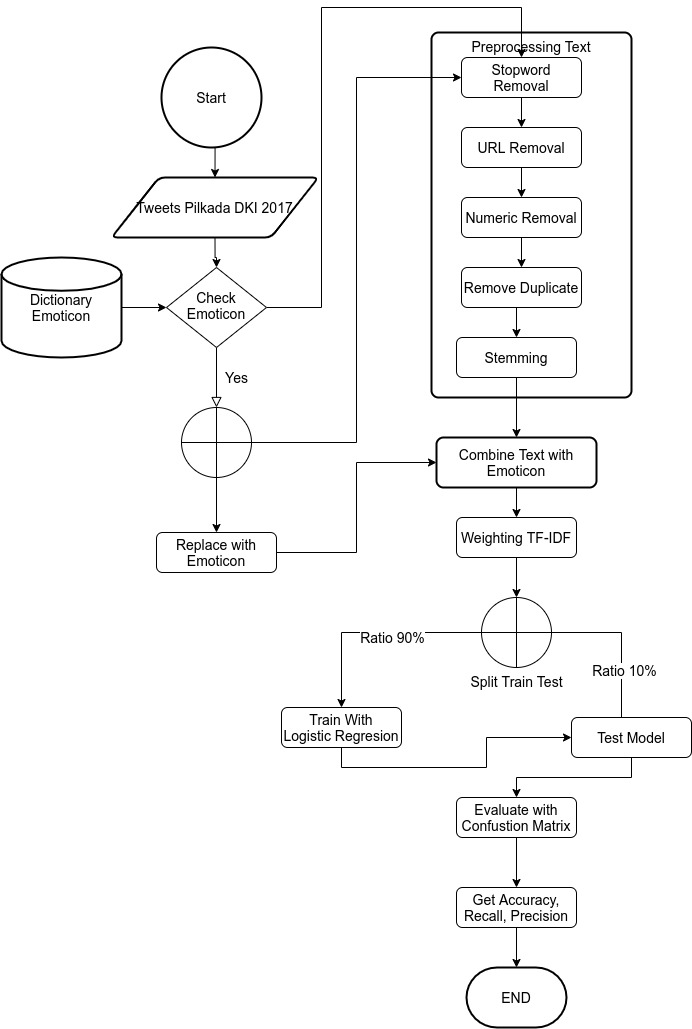 Preprocessing Text
Stopword
Removal
Start
URL Removal
Tweets Pilkada DKI 2017
Numeric Removal
Dictionary
Emoticon
Check
Emoticon
Remove Duplicate
Stemming
Yes
Combine Text with
Emoticon
Replace with
Emoticon
Weighting TF-IDF
Ratio 90%
Ratio 10%
Split Train Test
Train With
Logistic Regresion
Test Model
Evaluate with
Confustion Matrix
Get Accuracy,
Recall, Precision
END